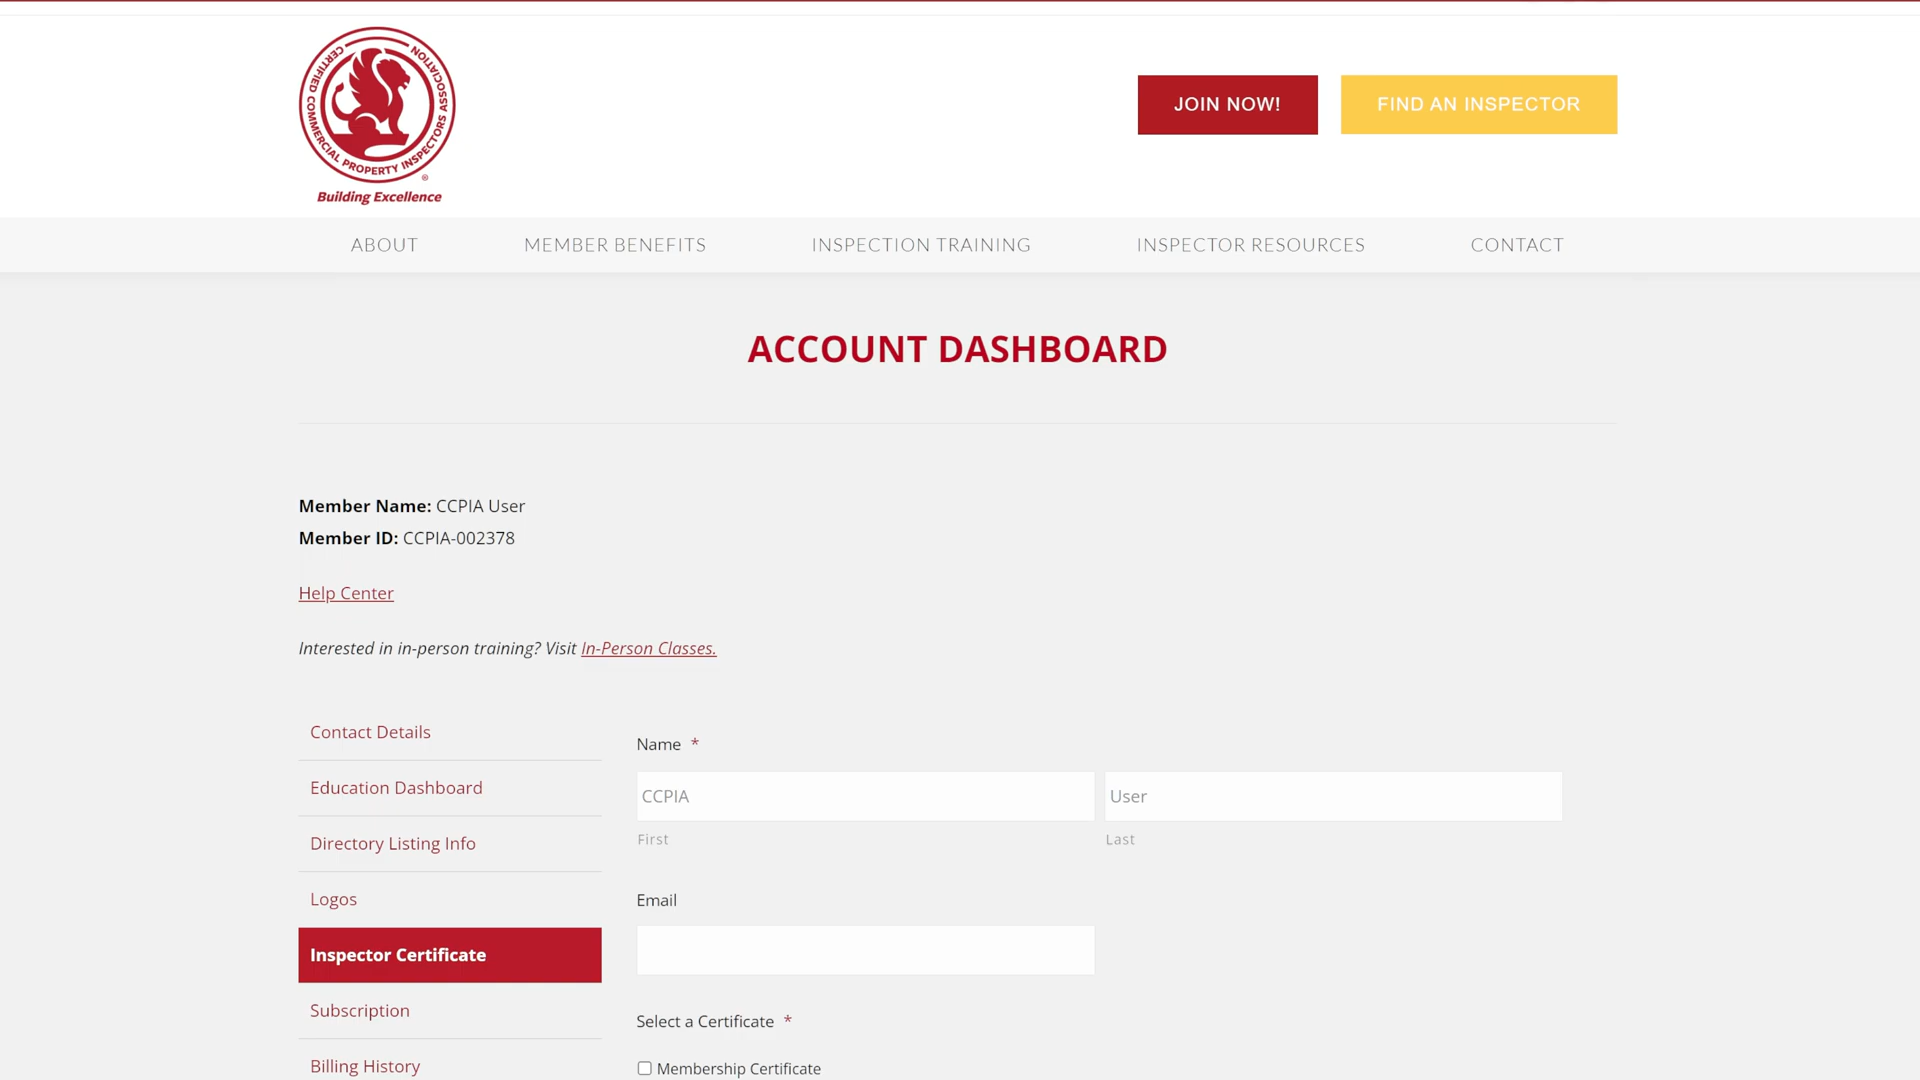 CERTIFIED COMMERCIAL PROPERTY INSPECTORS ASSOCIATION
®
Building Excellence
JOIN NOW!
FIND AN INSPECTOR
ABOUT
MEMBER BENEFITS
INSPECTION TRAINING
INSPECTOR RESOURCES
CONTACT
ACCOUNT DASHBOARD
Member Name: CCPIA User
Member ID: CCPIA-002378
Help Center
Interested in in-person training? Visit In-Person Classes.
Contact Details
Education Dashboard
Directory Listing Info
Logos
Inspector Certificate
Subscription
Billing History
Name *
CCPIA
User
First
Last
Email
Select a Certificate *
Membership Certificate